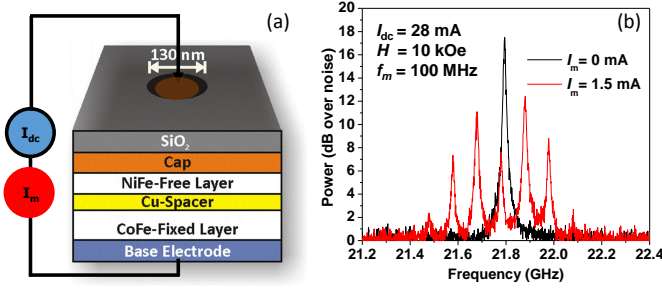 (a)
130 nm
I_dc
I_m
SiO₂
Cap
NiFe-Free Layer
Cu-Spacer
CoFe-Fixed Layer
Base Electrode
(b)
I_dc = 28 mA
H = 10 kOe
f_m = 100 MHz
I_m = 0 mA
I_m = 1.5 mA
Power (dB over noise)
20
18
16
14
12
10
8
6
4
2
0
21.2 21.4 21.6 21.8 22.0 22.2 22.4
Frequency (GHz)